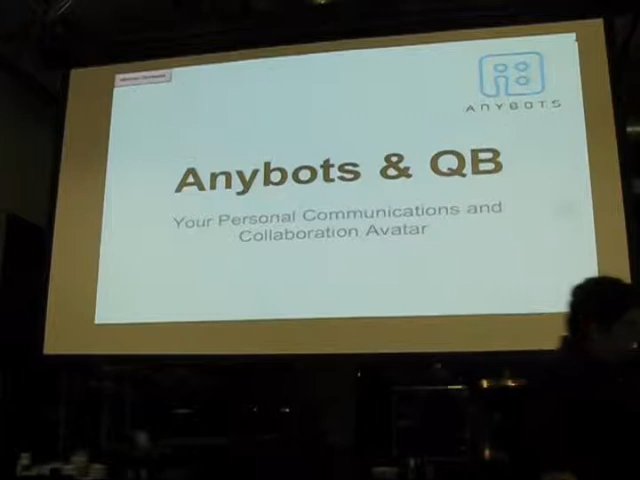 ANYBOTS
Anybots & QB
Your Personal Communications and
Collaboration Avatar